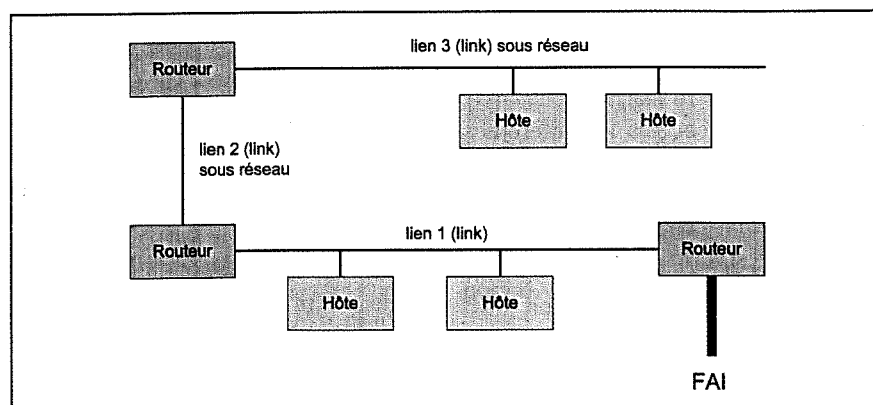 Routeur
lien 3 (link) sous réseau
Hôte
Hôte
lien 2 (link)
sous réseau
Routeur
lien 1 (link)
Routeur
Hôte
Hôte
FAI